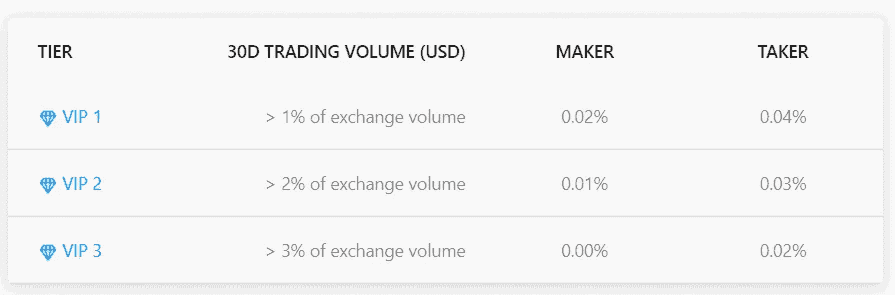 TIER 30D TRADING VOLUME (USD) MAKER TAKER
VIP 1 > 1% of exchange volume 0.02% 0.04%
VIP 2 > 2% of exchange volume 0.01% 0.03%
VIP 3 > 3% of exchange volume 0.00% 0.02%